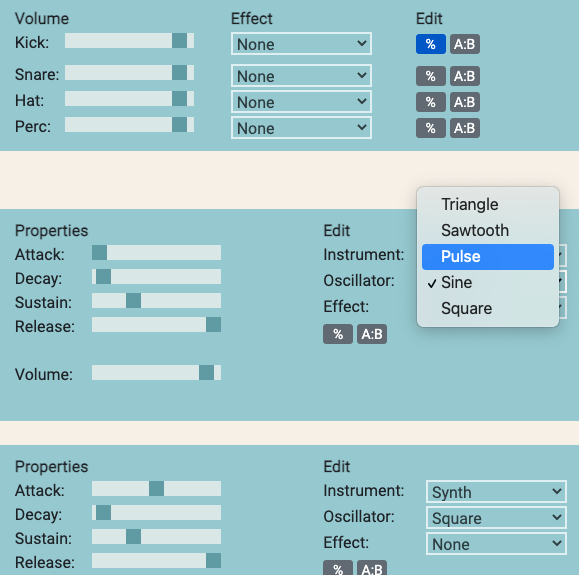 Volume Effect Edit
Kick: None % A:B
Snare: None % A:B
Hat: None % A:B
Perc: None % A:B
Triangle
Properties Edit Sawtooth
Attack: Instrument: Pulse
Decay: Oscillator: ✓ Sine
Sustain: Effect: Square
Release: % A:B
Volume:
Properties Edit
Attack: Instrument: Synth
Decay: Oscillator: Square
Sustain: Effect: None
Release: % A:B